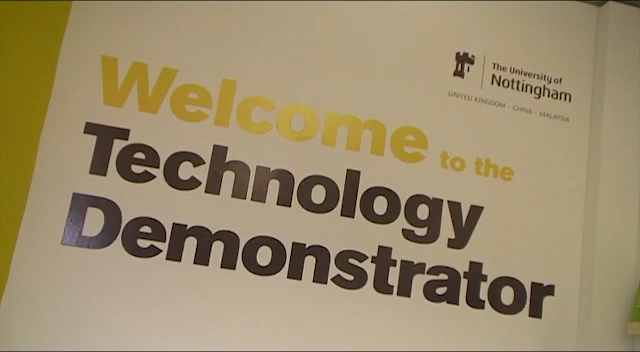 The University of
Nottingham
UNITED KINGDOM · CHINA · MALAYSIA
Welcome to the
Technology
Demonstrator